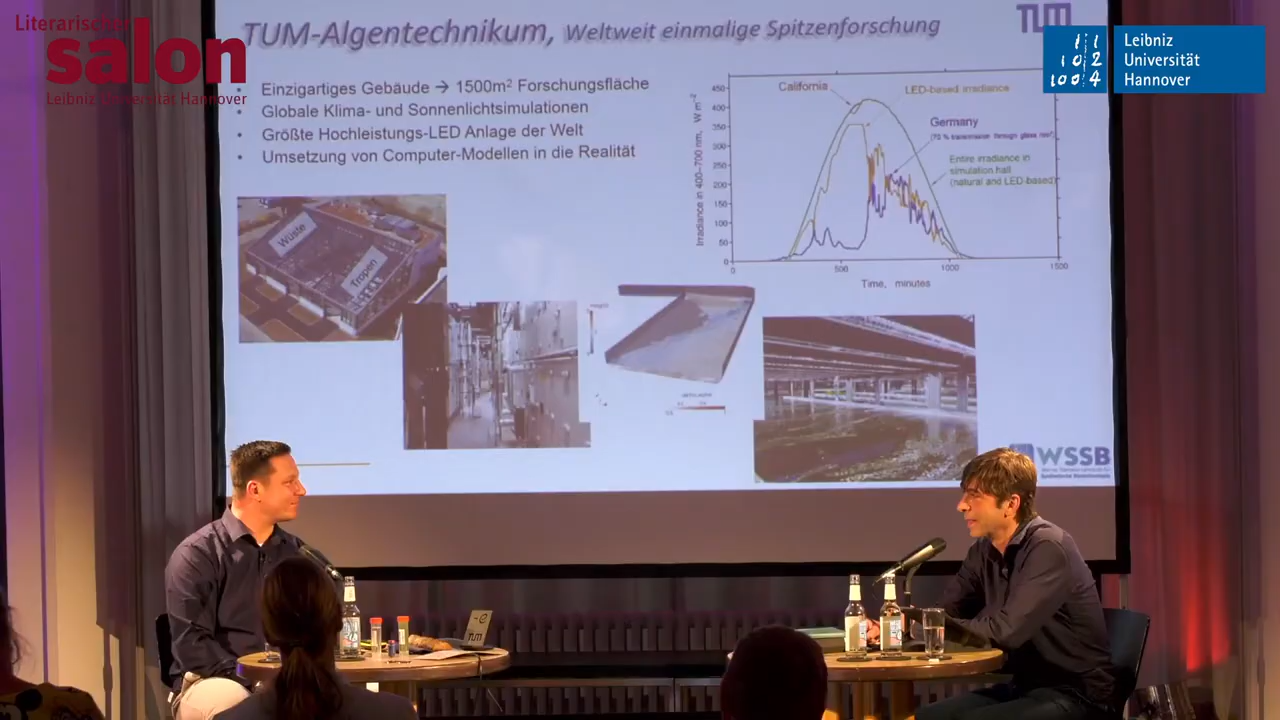 Literarischer
salon
Leibniz Universität Hannover
TUM-Algentechnikum, Weltweit einmalige Spitzenforschung
TUM
Leibniz
Universität
Hannover
• Einzigartiges Gebäude → 1500m² Forschungsfläche
• Globale Klima- und Sonnenlichtsimulationen
• Größte Hochleistungs-LED Anlage der Welt
• Umsetzung von Computer-Modellen in die Realität
Wüste
Tropen
Irradiance in 400–700 nm, W m⁻²
450
400
350
300
250
200
150
100
50
0
0
500
1000
1500
Time, minutes
California
LED-based irradiance
Germany
(70 % transmission through glass roof)
Entire irradiance in
simulation hall
(natural and LED-based)
WSSB
TUM